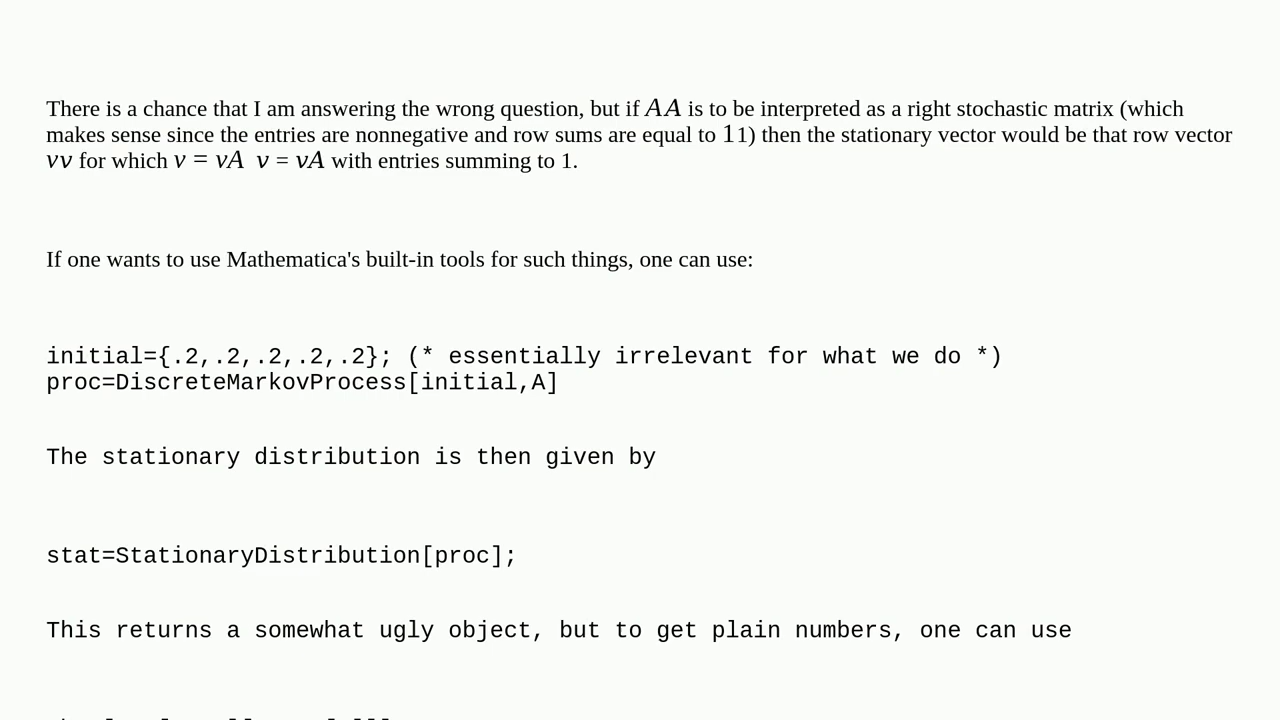 There is a chance that I am answering the wrong question, but if AA is to be interpreted as a right stochastic matrix (which
makes sense since the entries are nonnegative and row sums are equal to 11) then the stationary vector would be that row vector
vv for which v = vA v = vA with entries summing to 1.
If one wants to use Mathematica's built-in tools for such things, one can use:
initial={.2,.2,.2,.2,.2}; (* essentially irrelevant for what we do *)
proc=DiscreteMarkovProcess[initial,A]
The stationary distribution is then given by
stat=StationaryDistribution[proc];
This returns a somewhat ugly object, but to get plain numbers, one can use